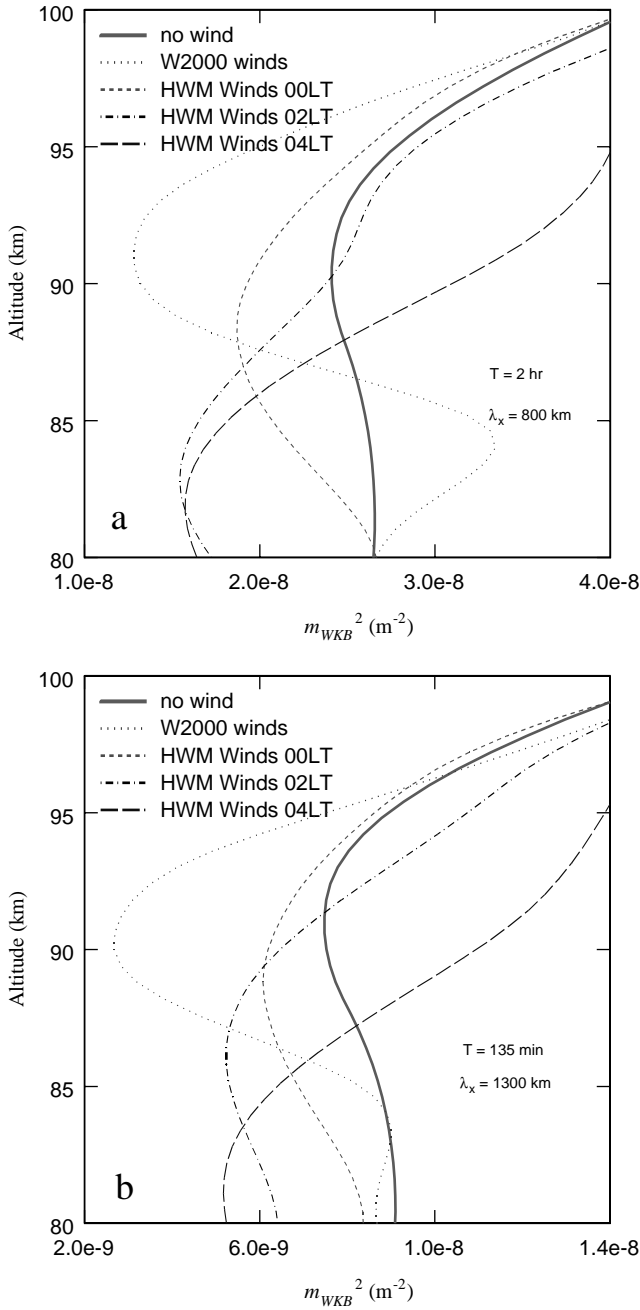 100
no wind
W2000 winds
HWM Winds 00LT
HWM Winds 02LT
HWM Winds 04LT
95
90
85
80
Altitude (km)
T = 2 hr
λx = 800 km
a
1.0e-8 2.0e-8 3.0e-8 4.0e-8
mWKB² (m-2)
100
no wind
W2000 winds
HWM Winds 00LT
HWM Winds 02LT
HWM Winds 04LT
95
90
85
80
Altitude (km)
T = 135 min
λx = 1300 km
b
2.0e-9 6.0e-9 1.0e-8 1.4e-8
mWKB² (m-2)